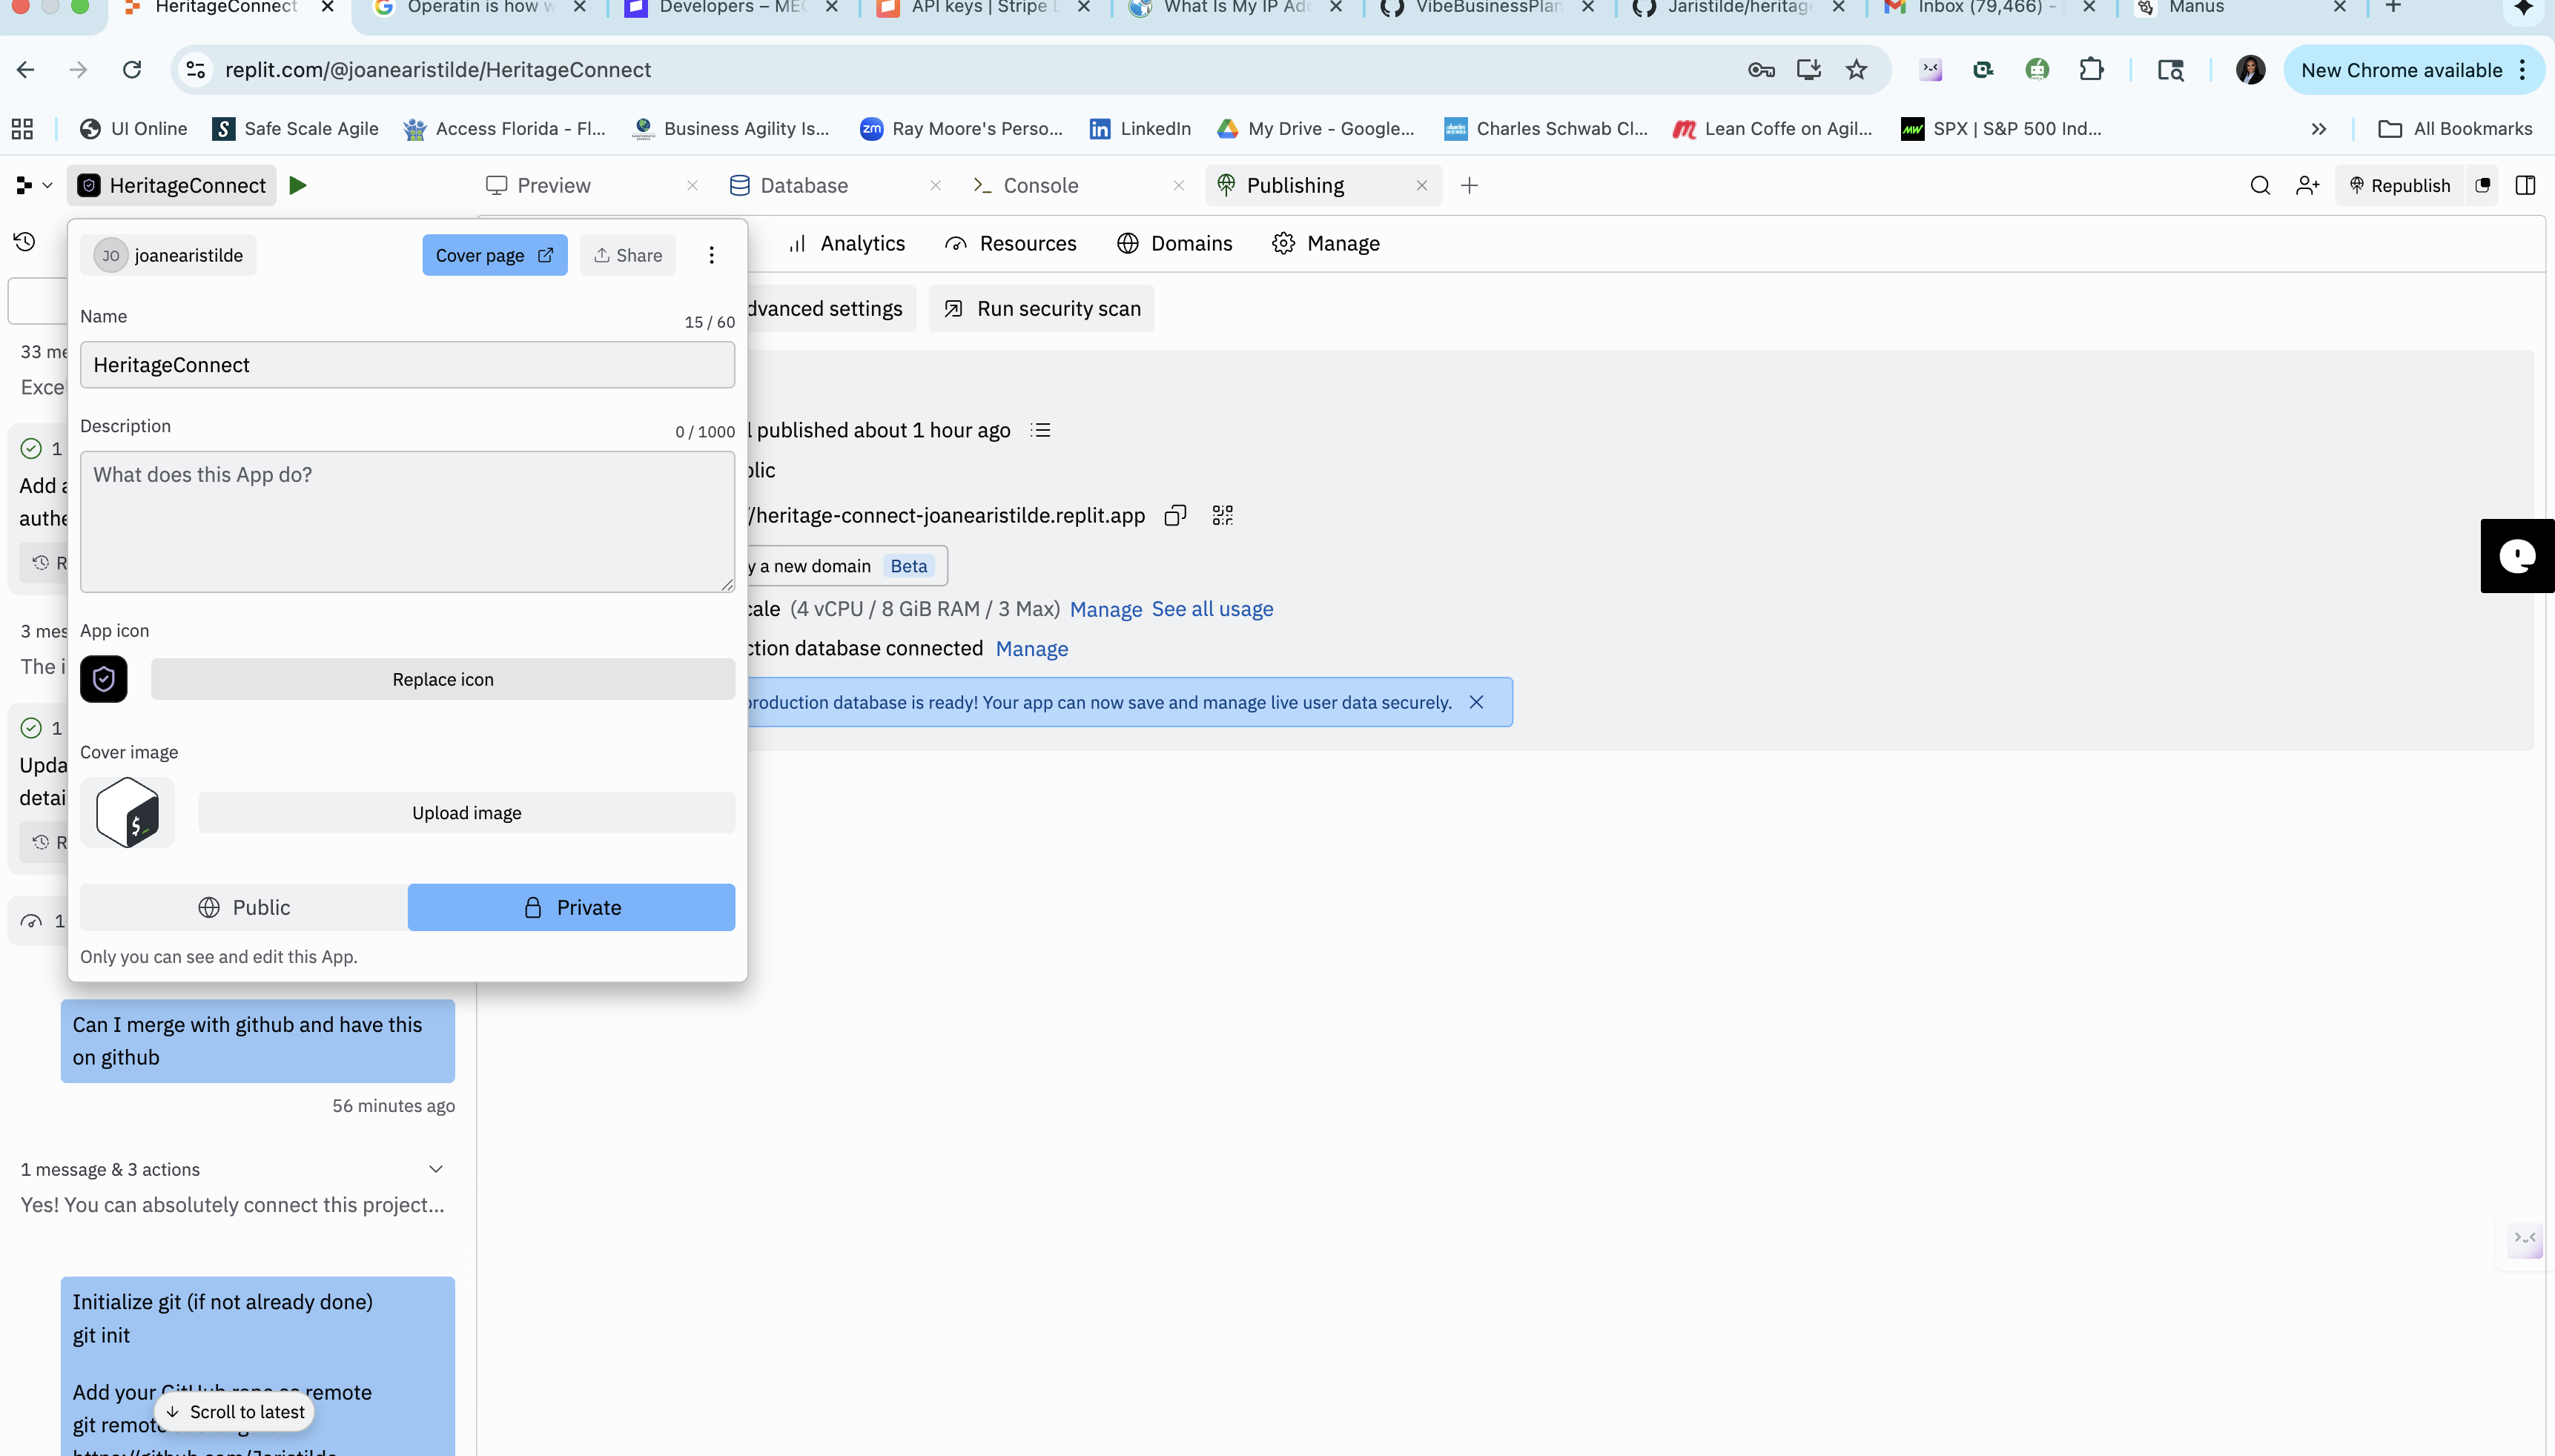 HeritageConnect
Operatin is how w
Developers – ME
API keys | Stripe
What Is My IP Ad
VibeBusinessPlan
Jaristilde/heritage
Inbox (79,466) -
Manus
replit.com/@joanearistilde/HeritageConnect
New Chrome available
UI Online
Safe Scale Agile
Access Florida - Fl...
Business Agility Is...
zm
Ray Moore's Perso...
LinkedIn
My Drive - Google...
Charles Schwab Cl...
Lean Coffe on Agil...
SPX | S&P 500 Ind...
All Bookmarks
HeritageConnect
Preview
Database
Console
Publishing
Republish
JO joanearistilde
Cover page
Share
Analytics
Resources
Domains
Manage
Name
15 / 60
HeritageConnect
dvanced settings
Run security scan
33 me
Exce
Description
0 / 1000
What does this App do?
l published about 1 hour ago
blic
/heritage-connect-joanearistilde.replit.app
y a new domain Beta
cale (4 vCPU / 8 GiB RAM / 3 Max) Manage See all usage
ction database connected Manage
production database is ready! Your app can now save and manage live user data securely.
1
Add a
authe
R
3 mes
The i
1
Upda
detai
R
1
App icon
Replace icon
Cover image
$_
Upload image
Public
Private
Only you can see and edit this App.
Can I merge with github and have this
on github
56 minutes ago
1 message & 3 actions
Yes! You can absolutely connect this project...
Initialize git (if not already done)
git init
Add your GitHub repo as remote
git remot
Scroll to latest
https://github.com/Jaristilde